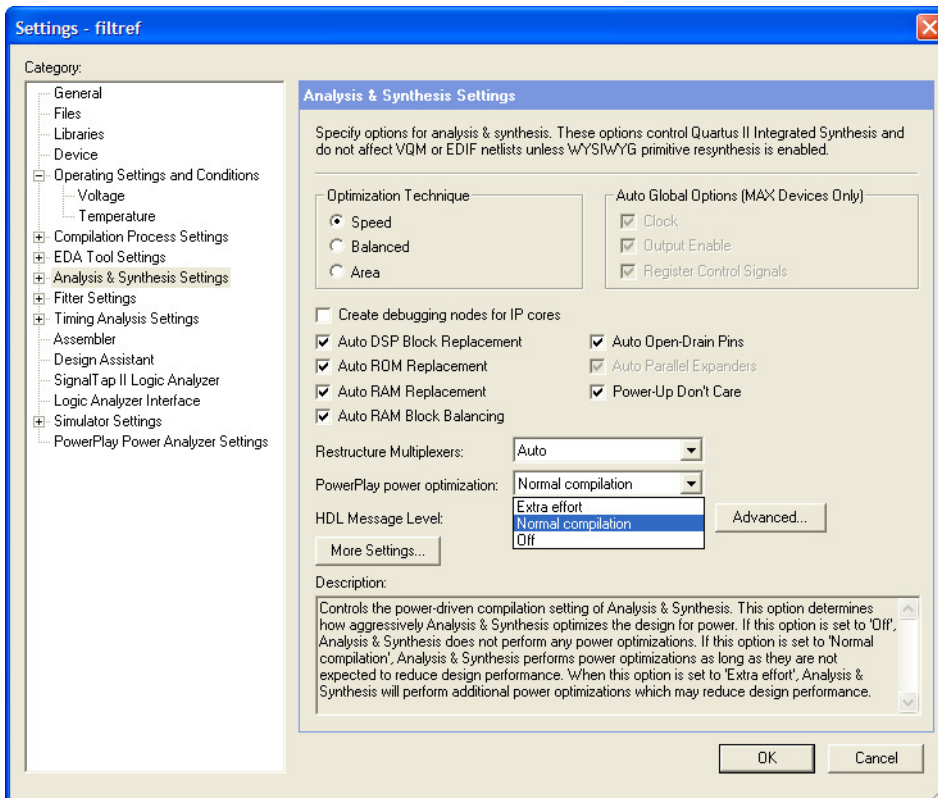 Settings - filtref
Category:
General
Files
Libraries
Device
Operating Settings and Conditions
Voltage
Temperature
Compilation Process Settings
EDA Tool Settings
Analysis & Synthesis Settings
Fitter Settings
Timing Analysis Settings
Assembler
Design Assistant
SignalTap II Logic Analyzer
Logic Analyzer Interface
Simulator Settings
PowerPlay Power Analyzer Settings
Analysis & Synthesis Settings
Specify options for analysis & synthesis. These options control Quartus II Integrated Synthesis and
do not affect VQM or EDIF netlists unless WYSIWYG primitive resynthesis is enabled.
Optimization Technique
Speed
Balanced
Area
Auto Global Options (MAX Devices Only)
Clock
Output Enable
Register Control Signals
Create debugging nodes for IP cores
Auto DSP Block Replacement
Auto ROM Replacement
Auto RAM Replacement
Auto RAM Block Balancing
Auto Open-Drain Pins
Auto Parallel Expanders
Power-Up Don't Care
Restructure Multiplexers: Auto
PowerPlay power optimization: Normal compilation
Extra effort
Normal compilation
Off
HDL Message Level:
Advanced...
More Settings...
Description:
Controls the power-driven compilation setting of Analysis & Synthesis. This option determines
how aggressively Analysis & Synthesis optimizes the design for power. If this option is set to 'Off',
Analysis & Synthesis does not perform any power optimizations. If this option is set to 'Normal
compilation', Analysis & Synthesis performs power optimizations as long as they are not
expected to reduce design performance. When this option is set to 'Extra effort', Analysis &
Synthesis will perform additional power optimizations which may reduce design performance.
OK
Cancel